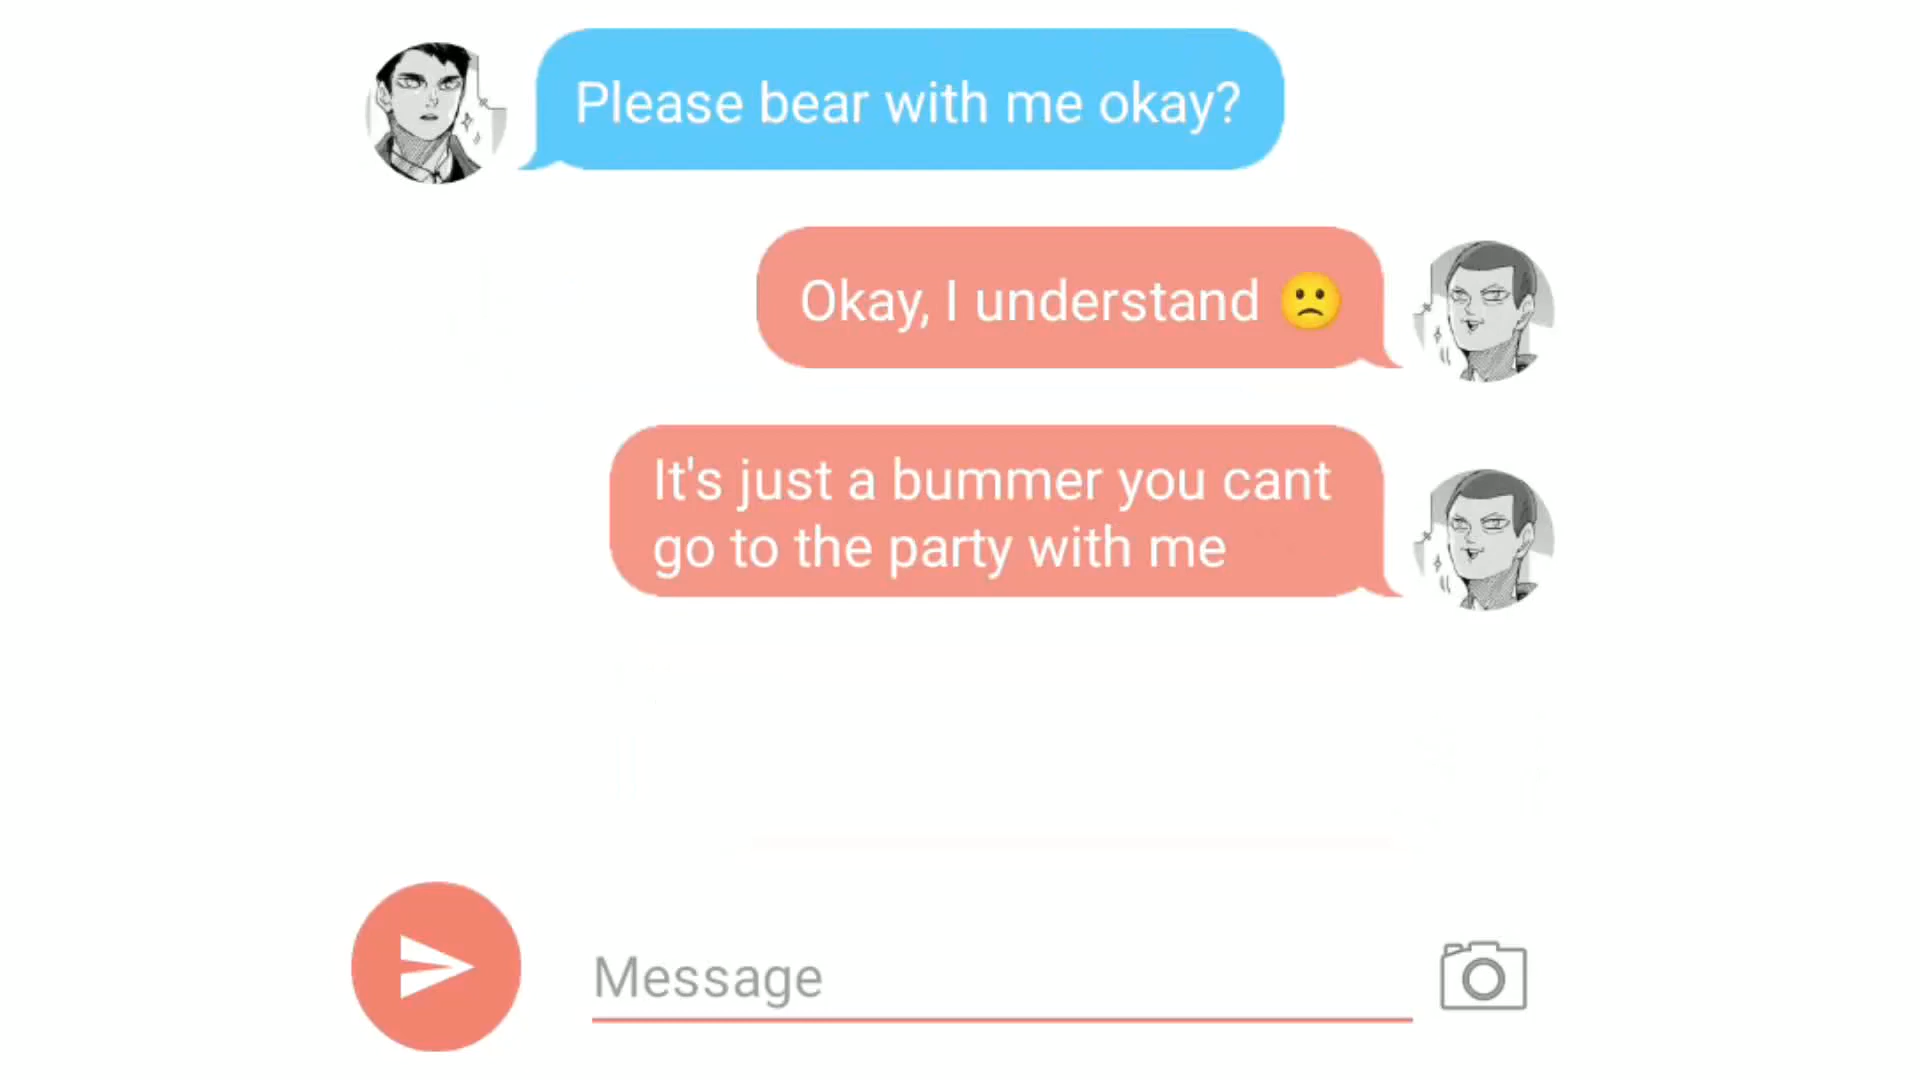 Please bear with me okay?
Okay, I understand 🙁
It's just a bummer you cant
go to the party with me
Message